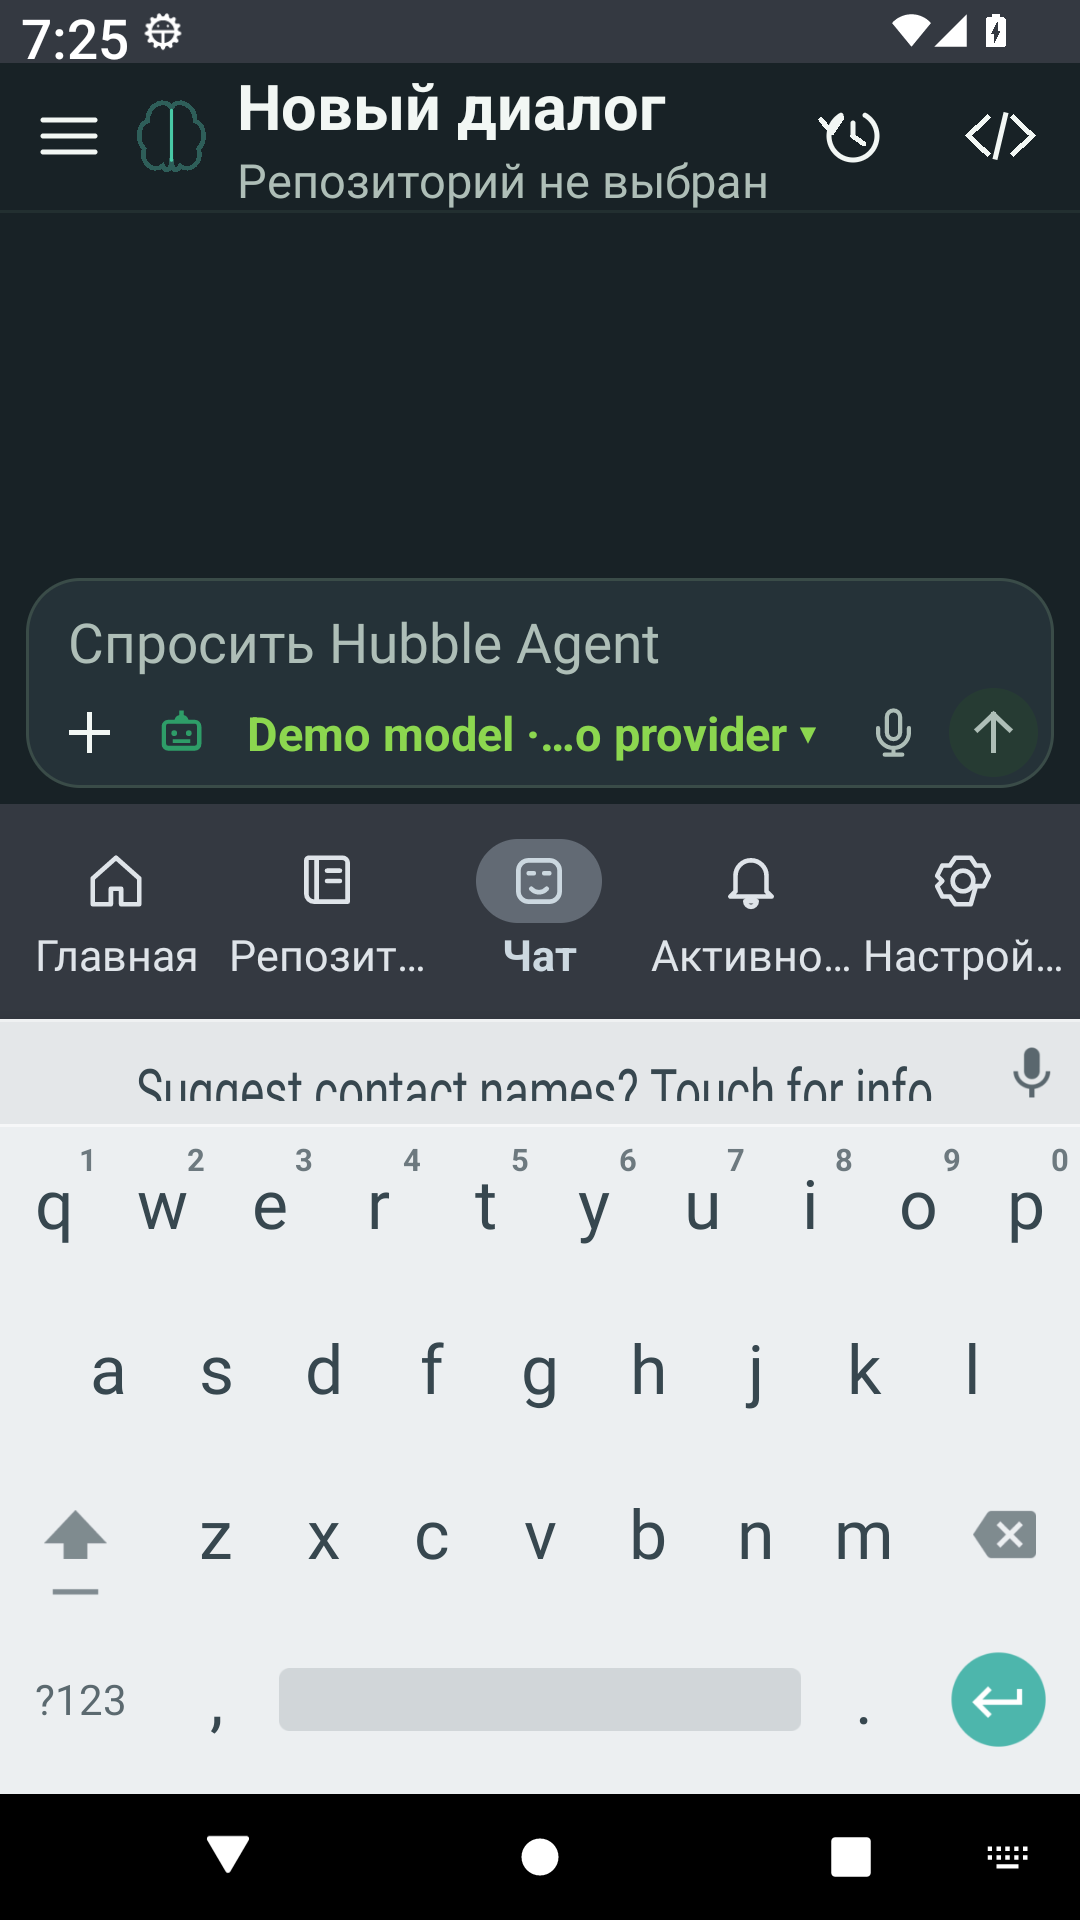 7:25
Новый диалог
Репозиторий не выбран
Спросить Hubble Agent
Demo model ·…o provider ▾
Главная Репозит… Чат Активно… Настрой…
Suggest contact names? Touch for info
1 2 3 4 5 6 7 8 9 0
q w e r t y u i o p
a s d f g h j k l
z x c v b n m
?123 , .